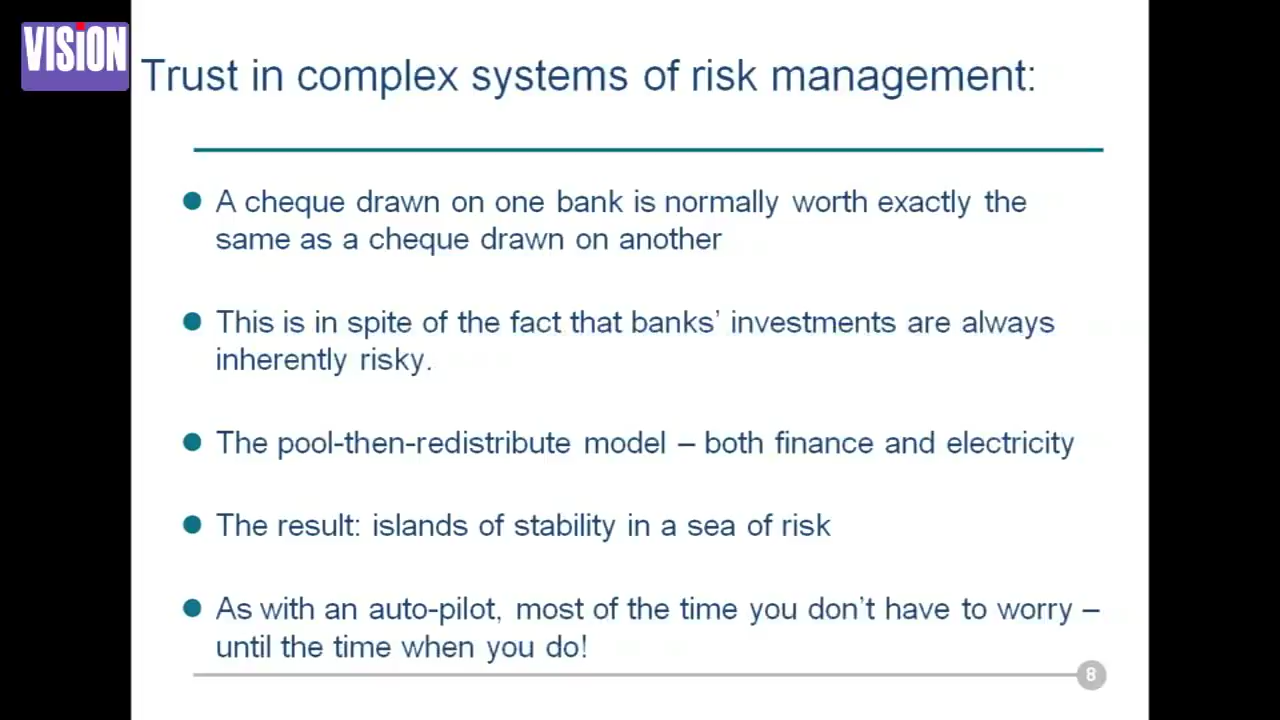 VISION
Trust in complex systems of risk management:
A cheque drawn on one bank is normally worth exactly the
same as a cheque drawn on another
This is in spite of the fact that banks’ investments are always
inherently risky.
The pool-then-redistribute model – both finance and electricity
The result: islands of stability in a sea of risk
As with an auto-pilot, most of the time you don’t have to worry –
until the time when you do!
8